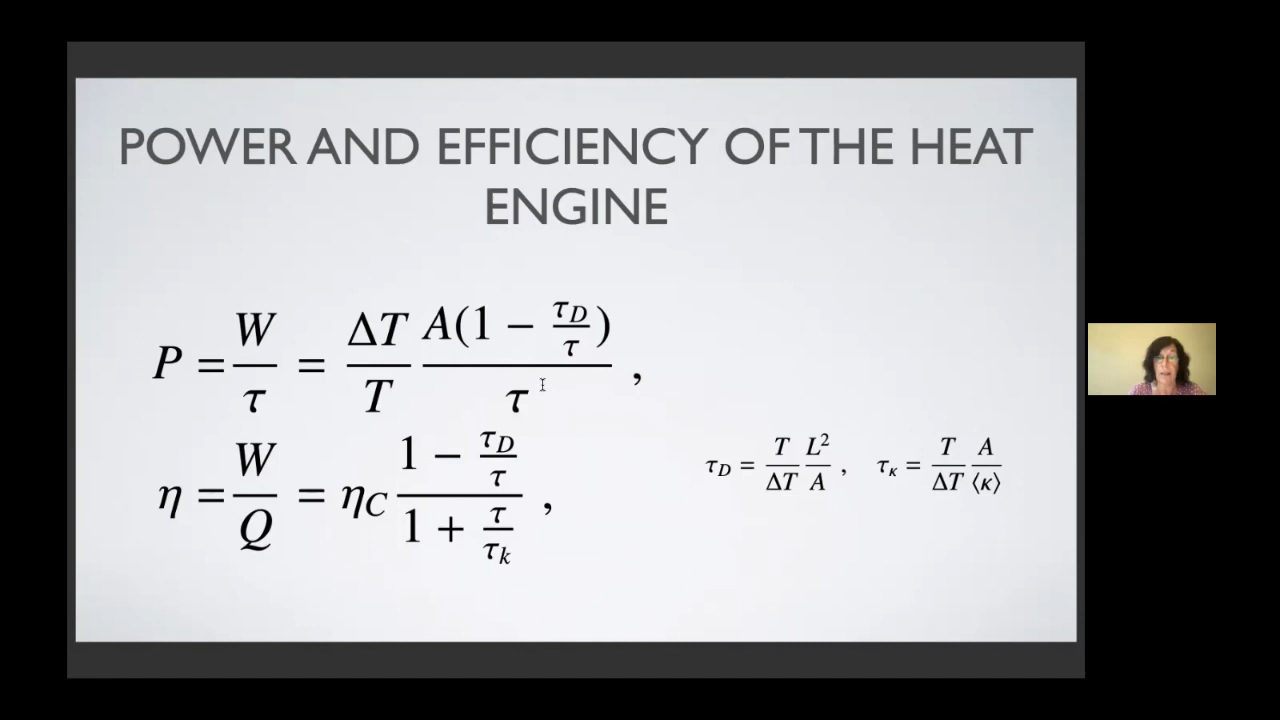 POWER AND EFFICIENCY OF THE HEAT
ENGINE
P = W/τ = ΔT/T A(1 − τ_D/τ)/τ ,
η = W/Q = η_C (1 − τ_D/τ)/(1 + τ/τ_k) ,
τ_D = T/ΔT L²/A , τ_κ = T/ΔT A/⟨κ⟩